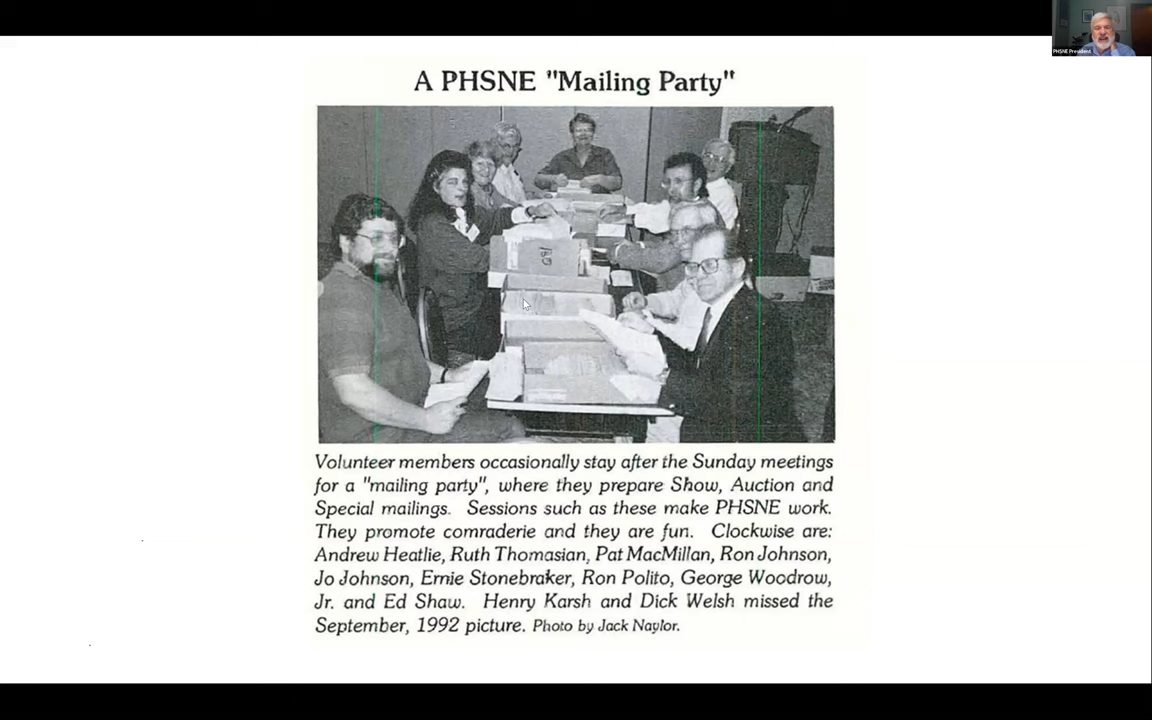 PHSNE President
A PHSNE "Mailing Party"
Volunteer members occasionally stay after the Sunday meetings
for a "mailing party", where they prepare Show, Auction and
Special mailings. Sessions such as these make PHSNE work.
They promote comraderie and they are fun. Clockwise are:
Andrew Heatlie, Ruth Thomasian, Pat MacMillan, Ron Johnson,
Jo Johnson, Ernie Stonebraker, Ron Polito, George Woodrow,
Jr. and Ed Shaw. Henry Karsh and Dick Welsh missed the
September, 1992 picture. Photo by Jack Naylor.